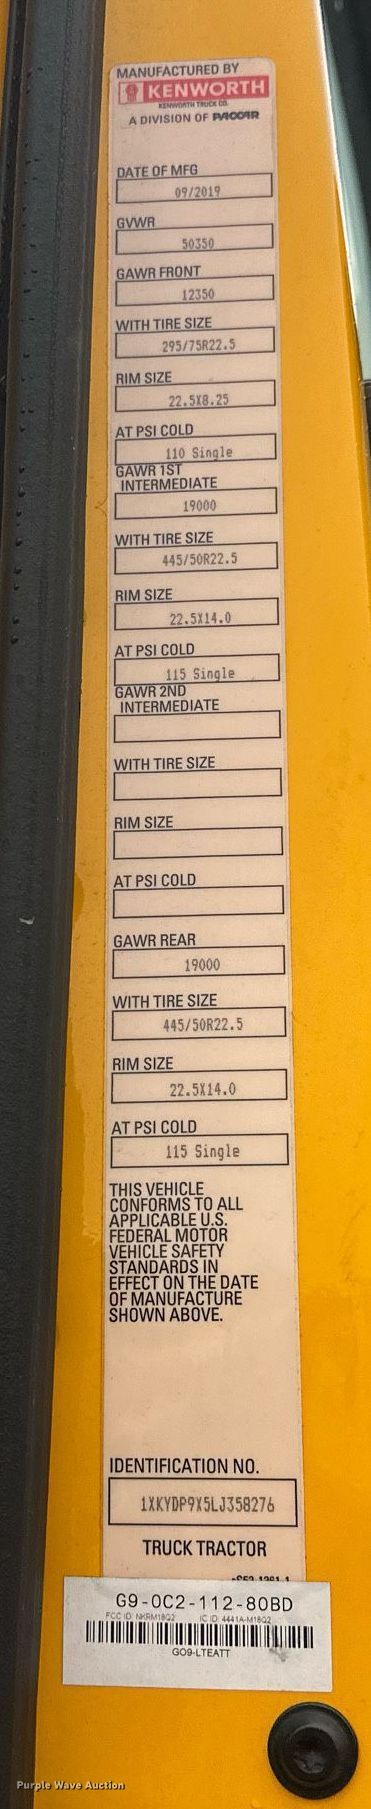 MANUFACTURED BY
KENWORTH
KENWORTH TRUCK CO.
A DIVISION OF PACCAR
DATE OF MFG
09/2019
GVWR
50350
GAWR FRONT
12350
WITH TIRE SIZE
295/75R22.5
RIM SIZE
22.5X8.25
AT PSI COLD
110 Single
GAWR 1ST
INTERMEDIATE
19000
WITH TIRE SIZE
445/50R22.5
RIM SIZE
22.5X14.0
AT PSI COLD
115 Single
GAWR 2ND
INTERMEDIATE
WITH TIRE SIZE
RIM SIZE
AT PSI COLD
GAWR REAR
19000
WITH TIRE SIZE
445/50R22.5
RIM SIZE
22.5X14.0
AT PSI COLD
115 Single
THIS VEHICLE
CONFORMS TO ALL
APPLICABLE U.S.
FEDERAL MOTOR
VEHICLE SAFETY
STANDARDS IN
EFFECT ON THE DATE
OF MANUFACTURE
SHOWN ABOVE.
IDENTIFICATION NO.
1XKYDP9X5LJ358276
TRUCK TRACTOR
G9-0C2-112-80BD
FCC ID: NKRM18Q2 IC ID: 4441A-M18Q2
GO9-LTEATT
Purple Wave Auction